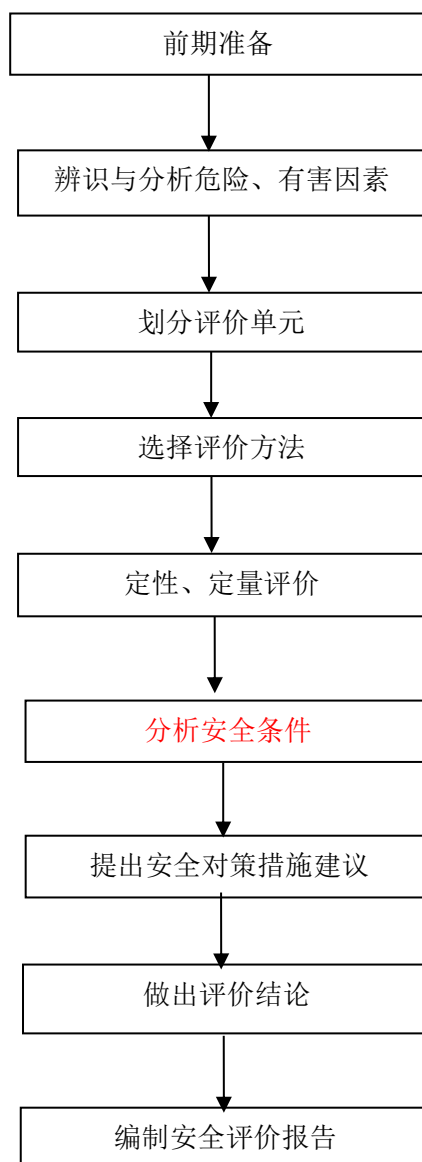 前期准备
辨识与分析危险、有害因素
划分评价单元
选择评价方法
定性、定量评价
分析安全条件
提出安全对策措施建议
做出评价结论
编制安全评价报告